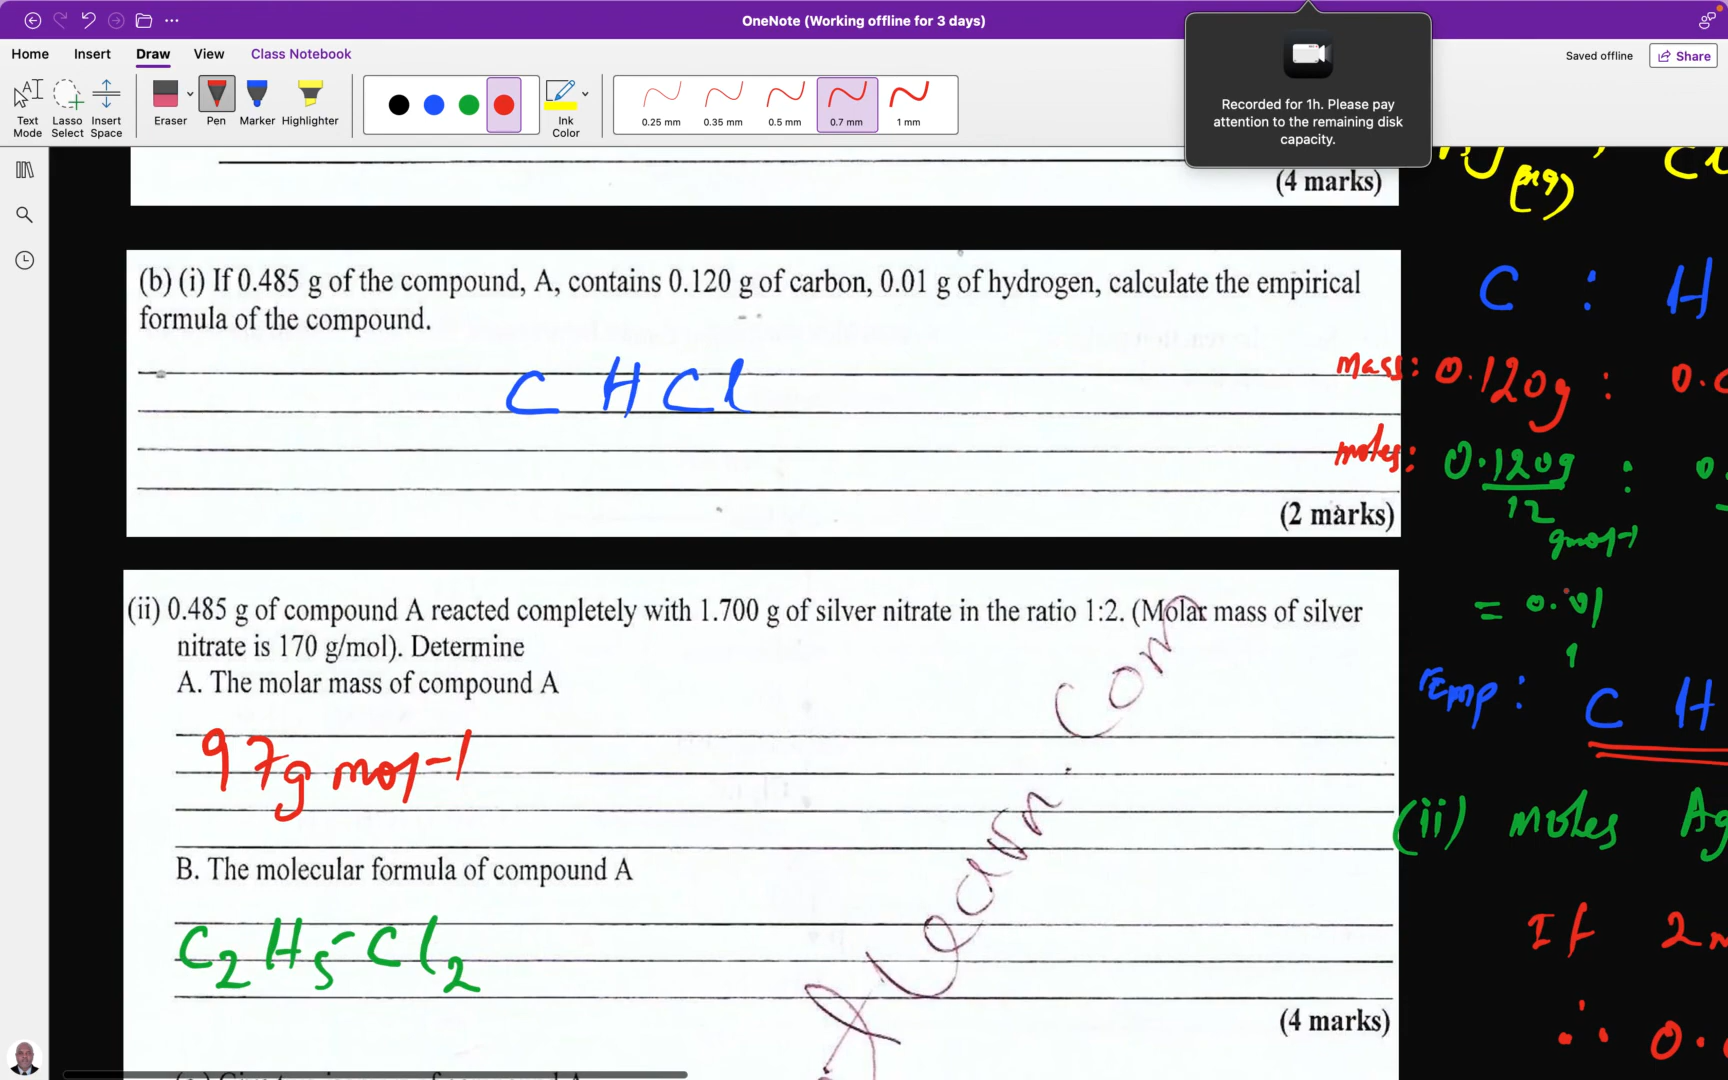 OneNote (Working offline for 3 days)
Home Insert Draw View Class Notebook
Saved offline Share
Text Mode Lasso Select Insert Space Eraser Pen Marker Highlighter Ink Color 0.25 mm 0.35 mm 0.5 mm 0.7 mm 1 mm
Recorded for 1h. Please pay
attention to the remaining disk
capacity.
(4 marks)
(aq)
(b) (i) If 0.485 g of the compound, A, contains 0.120 g of carbon, 0.01 g of hydrogen, calculate the empirical
formula of the compound.
C H Cl
(2 marks)
C : H
mass: 0.120g :
moles: 0.120g :
12
gmol-1
= 0.01
1
Emp: C H
(ii) 0.485 g of compound A reacted completely with 1.700 g of silver nitrate in the ratio 1:2. (Molar mass of silver
nitrate is 170 g/mol). Determine
A. The molar mass of compound A
97g mol-1
B. The molecular formula of compound A
C2H5Cl2
(4 marks)
(ii) moles Ag
If 2
∴ 0.